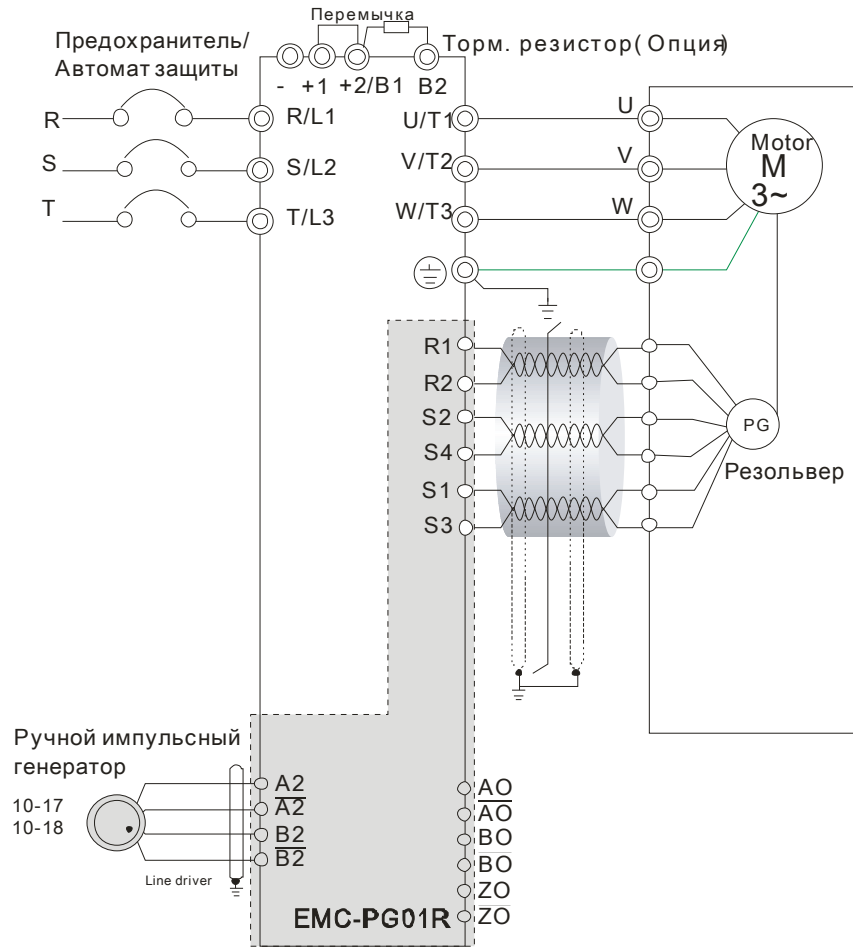 Перемычка
Предохранитель/
Автомат защиты
Торм. резистор( Опция)
- +1 +2/B1 B2
R R/L1 U/T1 U
S S/L2 V/T2 V
T T/L3 W/T3 W
Motor
M
3~
R1
R2
S2
S4
S1
S3
PG
Резольвер
Ручной импульсный
генератор
10-17
10-18
A2
A2
B2
B2
Line driver
AO
AO
BO
BO
ZO
ZO
EMC-PG01R